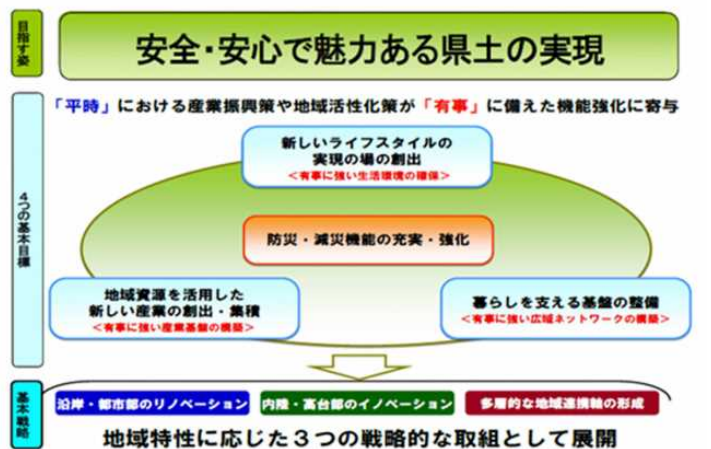 目指す姿
安全・安心で魅力ある県土の実現
4つの基本目標
「平時」における産業振興策や地域活性化策が「有事」に備えた機能強化に寄与
新しいライフスタイルの
実現の場の創出
<有事に強い生活環境の確保>
防災・減災機能の充実・強化
地域資源を活用した
新しい産業の創出・集積
<有事に強い産業基盤の構築>
暮らしを支える基盤の整備
<有事に強い広域ネットワークの構築>
基本戦略
沿岸・都市部のリノベーション
内陸・高台部のイノベーション
多層的な地域連携軸の形成
地域特性に応じた３つの戦略的な取組として展開